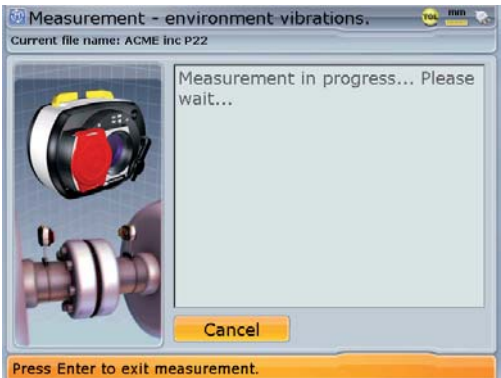 Measurement - environment vibrations.
TOL mm
Current file name: ACME inc P22
Measurement in progress... Please
wait...
Cancel
Press Enter to exit measurement.